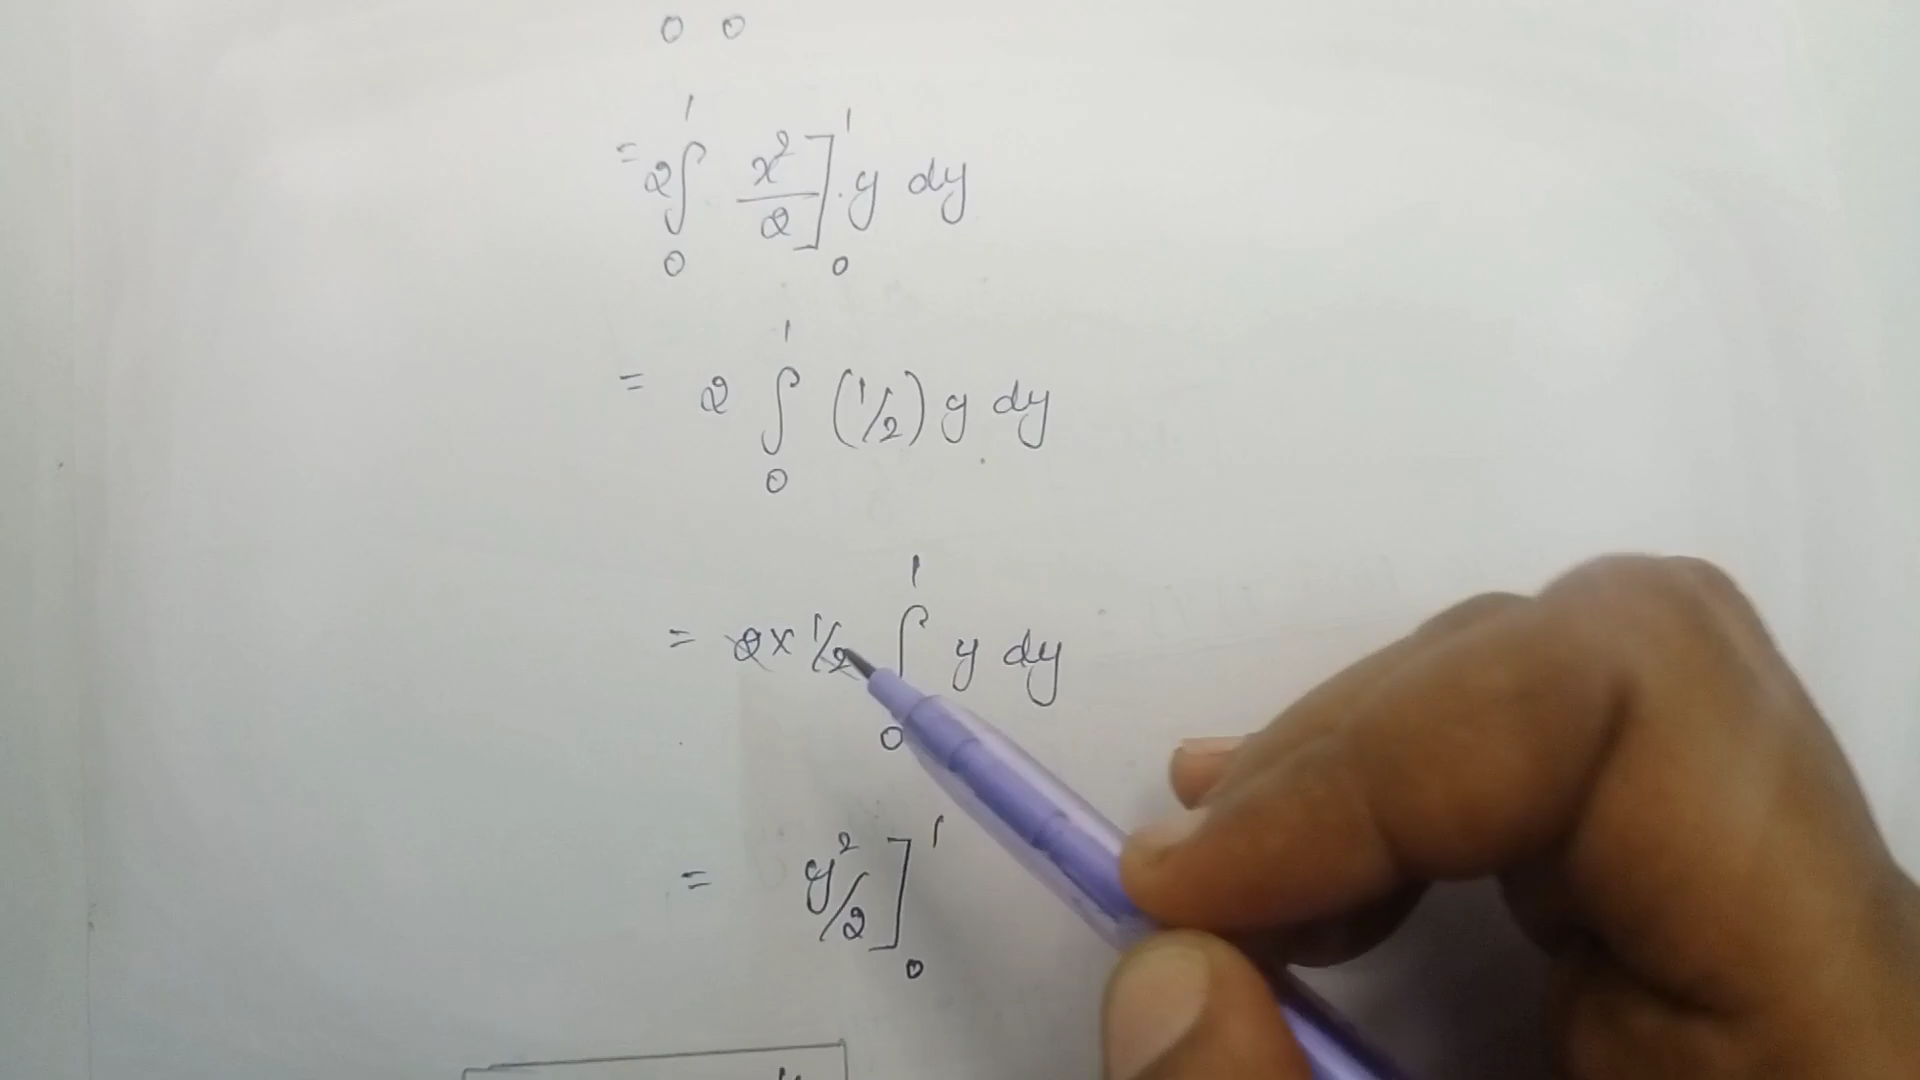 0 0
= 2∫₀¹ x²/2]₀¹ . y dy
= 2 ∫₀¹ (1/2) y dy
= 2 x 1/2 ∫₀¹ y dy
= y²/2]₀¹